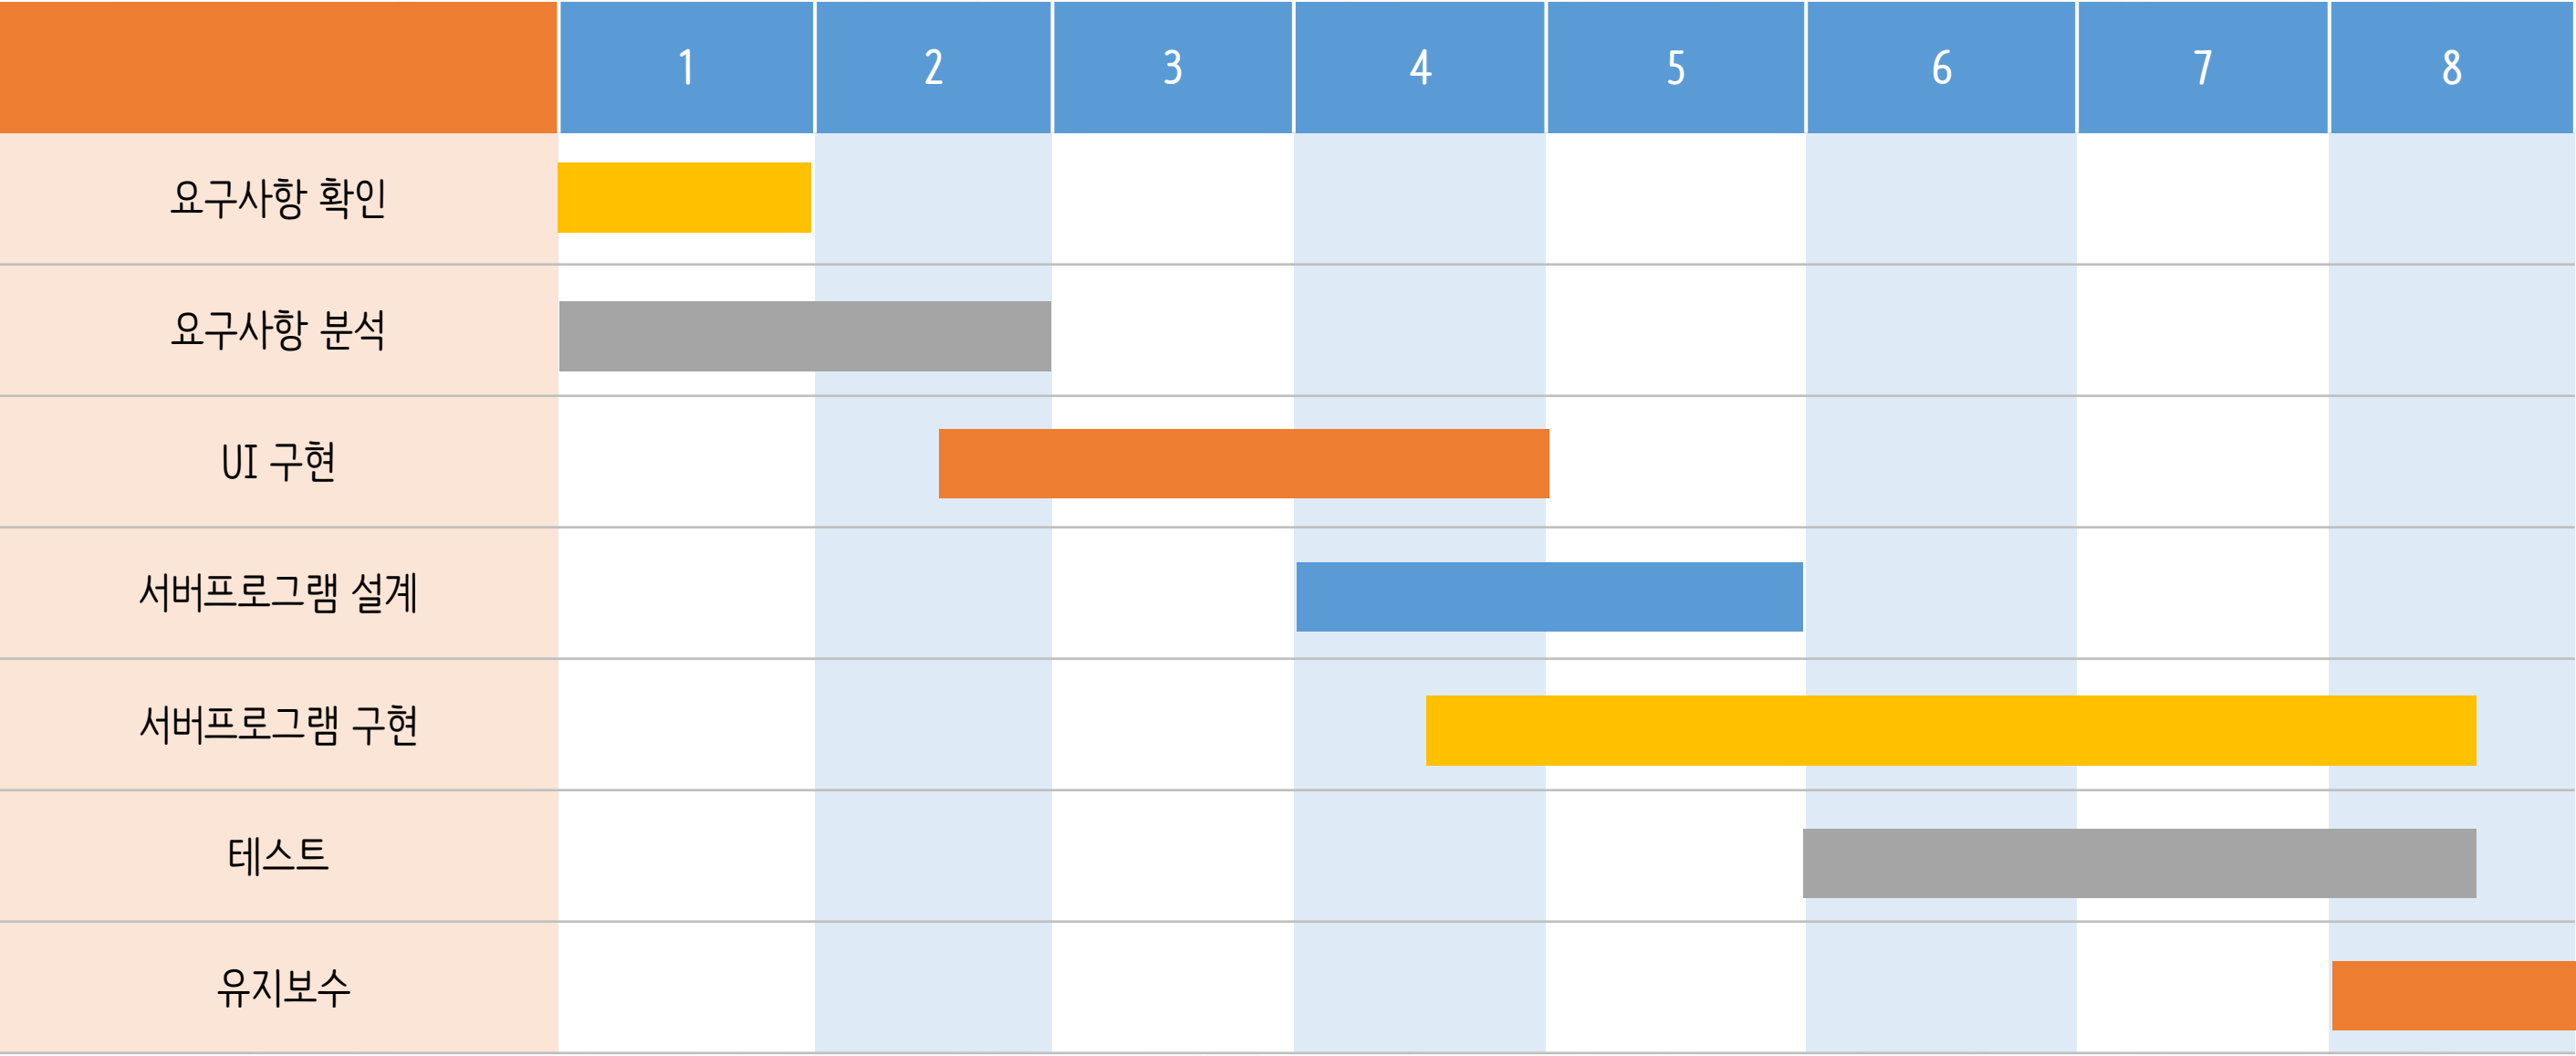 1 2 3 4 5 6 7 8
요구사항 확인
요구사항 분석
UI 구현
서버프로그램 설계
서버프로그램 구현
테스트
유지보수